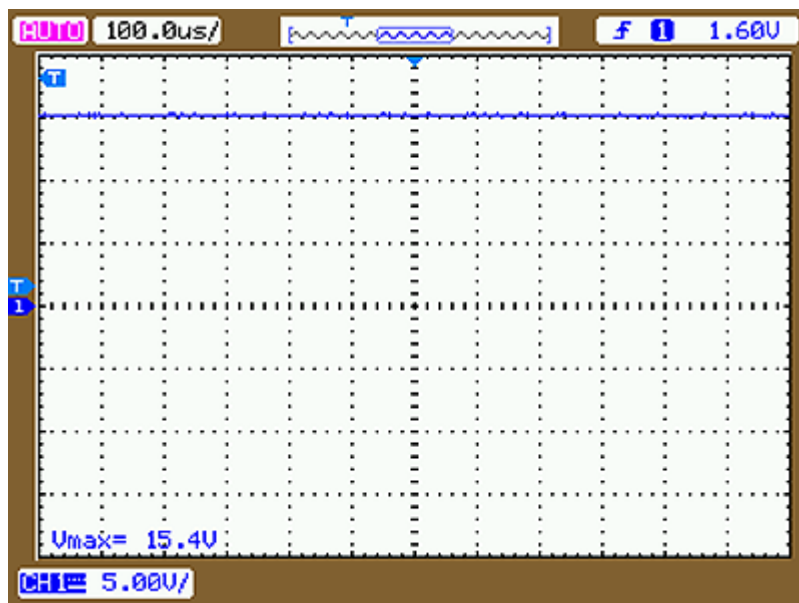 AUTO 100.0us/ T f 1 1.60V
T
T
1
Vmax= 15.4V
CH1 5.00V/